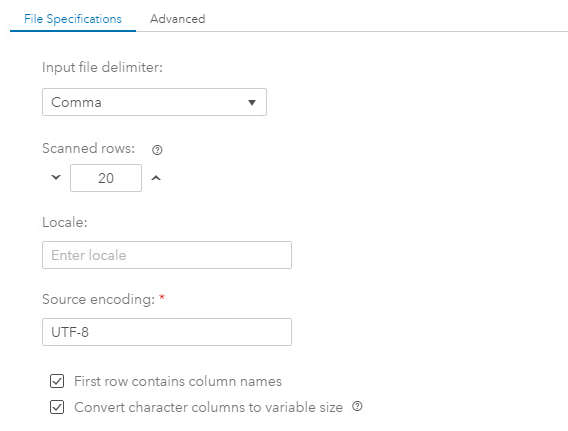 File Specifications Advanced
Input file delimiter:
Comma
Scanned rows:
20
Locale:
Enter locale
Source encoding: *
UTF-8
First row contains column names
Convert character columns to variable size